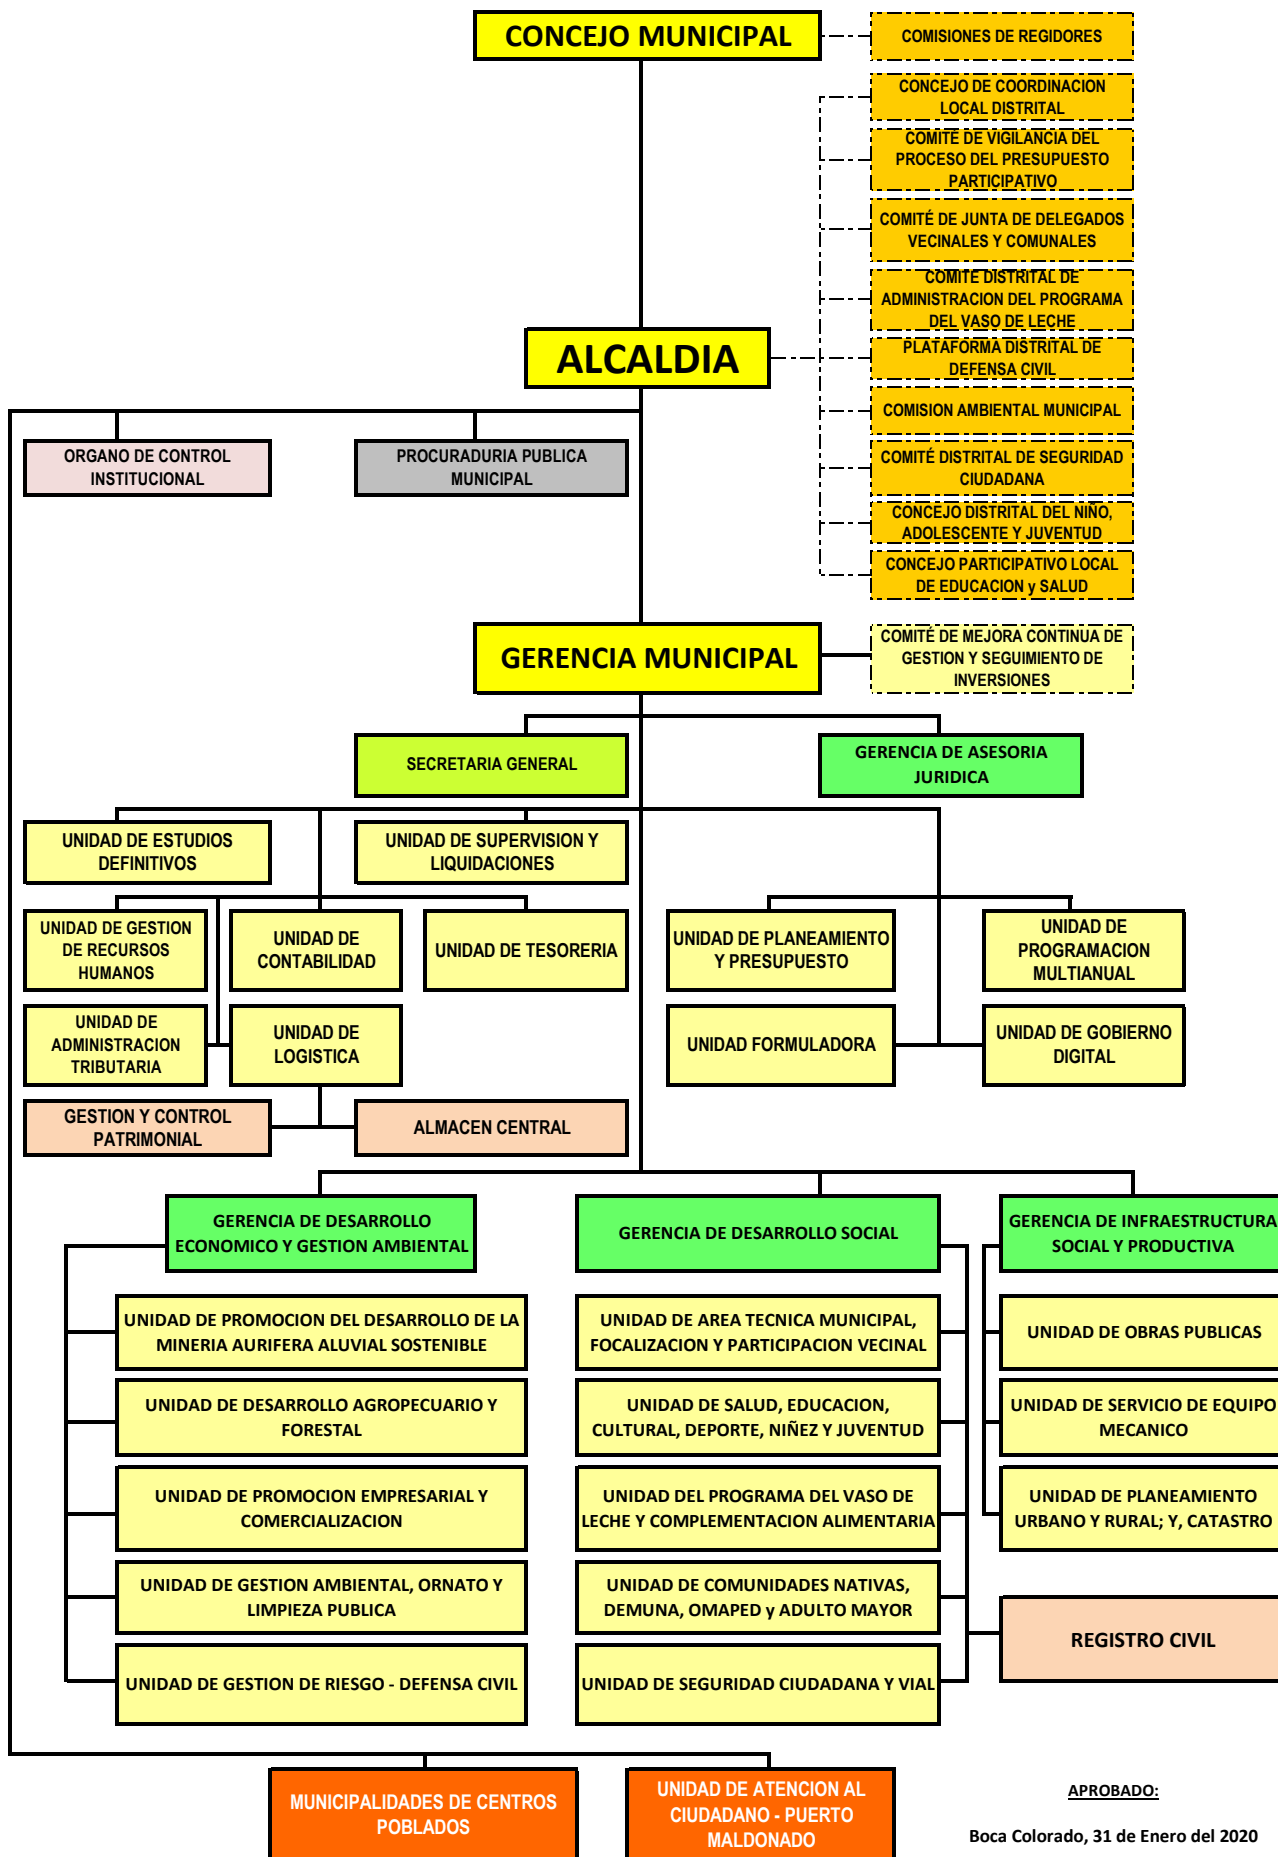 CONCEJO MUNICIPAL
COMISIONES DE REGIDORES
CONCEJO DE COORDINACION
LOCAL DISTRITAL
COMITÉ DE VIGILANCIA DEL
PROCESO DEL PRESUPUESTO
PARTICIPATIVO
COMITÉ DE JUNTA DE DELEGADOS
VECINALES Y COMUNALES
COMITE DISTRITAL DE
ADMINISTRACION DEL PROGRAMA
DEL VASO DE LECHE
ALCALDIA
PLATAFORMA DISTRITAL DE
DEFENSA CIVIL
COMISION AMBIENTAL MUNICIPAL
ORGANO DE CONTROL
INSTITUCIONAL
PROCURADURIA PUBLICA
MUNICIPAL
COMITÉ DISTRITAL DE SEGURIDAD
CIUDADANA
CONCEJO DISTRITAL DEL NIÑO,
ADOLESCENTE Y JUVENTUD
CONCEJO PARTICIPATIVO LOCAL
DE EDUCACION y SALUD
GERENCIA MUNICIPAL
COMITÉ DE MEJORA CONTINUA DE
GESTION Y SEGUIMIENTO DE
INVERSIONES
SECRETARIA GENERAL
GERENCIA DE ASESORIA
JURIDICA
UNIDAD DE ESTUDIOS
DEFINITIVOS
UNIDAD DE SUPERVISION Y
LIQUIDACIONES
UNIDAD DE GESTION
DE RECURSOS
HUMANOS
UNIDAD DE
CONTABILIDAD
UNIDAD DE TESORERIA
UNIDAD DE PLANEAMIENTO
Y PRESUPUESTO
UNIDAD DE
PROGRAMACION
MULTIANUAL
UNIDAD DE
ADMINISTRACION
TRIBUTARIA
UNIDAD DE
LOGISTICA
UNIDAD FORMULADORA
UNIDAD DE GOBIERNO
DIGITAL
GESTION Y CONTROL
PATRIMONIAL
ALMACEN CENTRAL
GERENCIA DE DESARROLLO
ECONOMICO Y GESTION AMBIENTAL
GERENCIA DE DESARROLLO SOCIAL
GERENCIA DE INFRAESTRUCTURA
SOCIAL Y PRODUCTIVA
UNIDAD DE PROMOCION DEL DESARROLLO DE LA
MINERIA AURIFERA ALUVIAL SOSTENIBLE
UNIDAD DE AREA TECNICA MUNICIPAL,
FOCALIZACION Y PARTICIPACION VECINAL
UNIDAD DE OBRAS PUBLICAS
UNIDAD DE DESARROLLO AGROPECUARIO Y
FORESTAL
UNIDAD DE SALUD, EDUCACION,
CULTURAL, DEPORTE, NIÑEZ Y JUVENTUD
UNIDAD DE SERVICIO DE EQUIPO
MECANICO
UNIDAD DE PROMOCION EMPRESARIAL Y
COMERCIALIZACION
UNIDAD DEL PROGRAMA DEL VASO DE
LECHE Y COMPLEMENTACION ALIMENTARIA
UNIDAD DE PLANEAMIENTO
URBANO Y RURAL; Y, CATASTRO
UNIDAD DE GESTION AMBIENTAL, ORNATO Y
LIMPIEZA PUBLICA
UNIDAD DE COMUNIDADES NATIVAS,
DEMUNA, OMAPED y ADULTO MAYOR
REGISTRO CIVIL
UNIDAD DE GESTION DE RIESGO - DEFENSA CIVIL
UNIDAD DE SEGURIDAD CIUDADANA Y VIAL
MUNICIPALIDADES DE CENTROS
POBLADOS
UNIDAD DE ATENCION AL
CIUDADANO - PUERTO
MALDONADO
APROBADO:
Boca Colorado, 31 de Enero del 2020